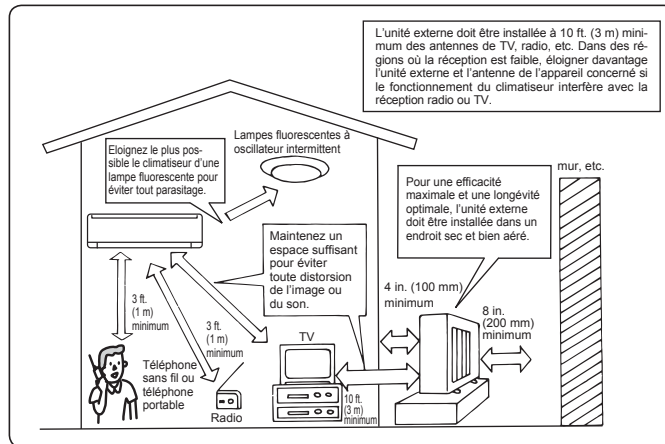 L'unité externe doit être installée à 10 ft. (3 m) mini-
mum des antennes de TV, radio, etc. Dans des ré-
gions où la réception est faible, éloigner davantage
l'unité externe et l'antenne de l'appareil concerné si
le fonctionnement du climatiseur interfère avec la
réception radio ou TV.
Lampes fluorescentes à
oscillateur intermittent
Eloignez le plus pos-
sible le climatiseur d'une
lampe fluorescente pour
éviter tout parasitage.
mur, etc.
Pour une efficacité
maximale et une longévité
optimale, l'unité externe
doit être installée dans un
endroit sec et bien aéré.
Maintenez un
espace suffisant
pour éviter
toute distorsion
de l'image ou
du son.
4 in. (100 mm)
minimum
8 in.
(200 mm)
minimum
3 ft.
(1 m)
minimum
3 ft.
(1 m)
minimum
TV
Téléphone
sans fil ou
téléphone
portable
Radio
10 ft.
(3 m)
minimum